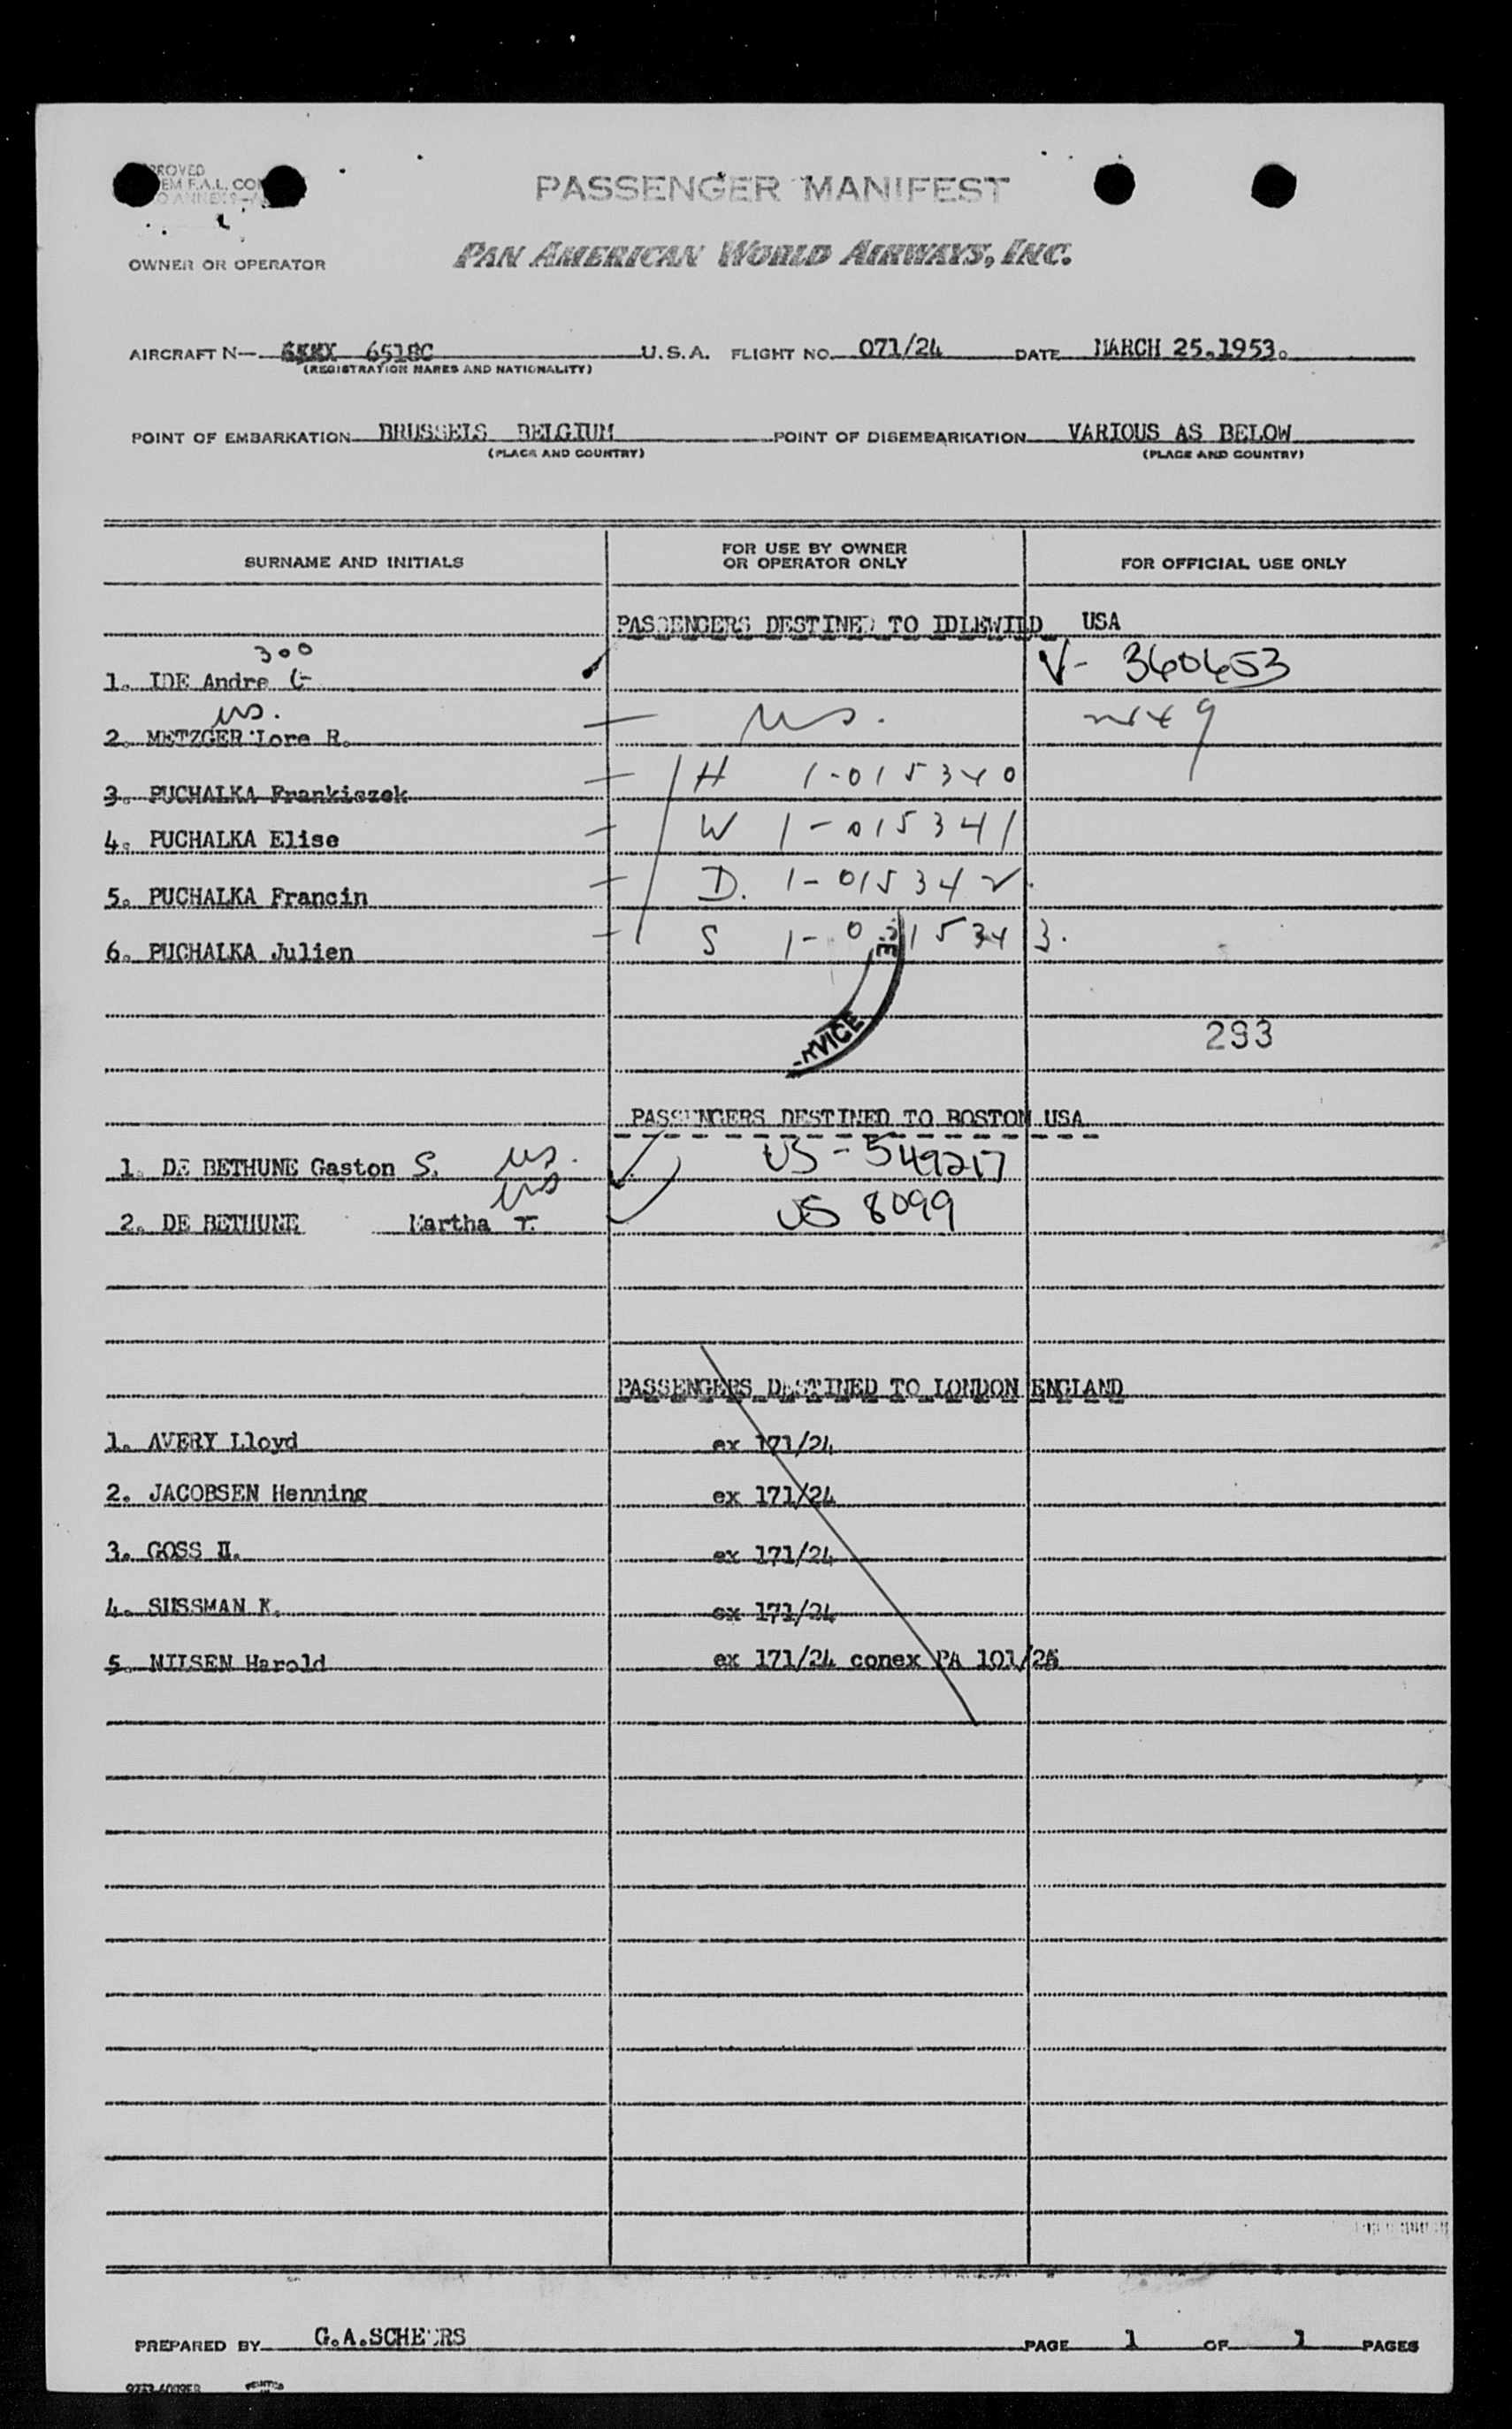 PASSENGER MANIFEST
OWNER OR OPERATOR PAN AMERICAN WORLD AIRWAYS, INC.
AIRCRAFT N— 6518C U.S.A. FLIGHT NO. 071/24 DATE MARCH 25.1953.
(REGISTRATION MARKS AND NATIONALITY)
POINT OF EMBARKATION BRUSSELS BELGIUM POINT OF DISEMBARKATION VARIOUS AS BELOW
(PLACE AND COUNTRY) (PLACE AND COUNTRY)
SURNAME AND INITIALS FOR USE BY OWNER OR OPERATOR ONLY FOR OFFICIAL USE ONLY
PASSENGERS DESTINED TO IDLEWILD USA
300
1. IDE Andre G V- 360453
us.
2. METZGER Lore R. us.
3. PUCHALKA Frankiszek H 1-015340
4. PUCHALKA Elise W 1-015341
5. PUCHALKA Francin D. 1-015342
6. PUCHALKA Julien S 1-015343.
RVICE
293
PASSENGERS DESTINED TO BOSTON USA
1. DE BETHUNE Gaston S. us. US-549217
us
2. DE BETHUNE Martha T. US 8099
PASSENGERS DESTINED TO LONDON ENGLAND
1. AVERY Lloyd ex 171/24
2. JACOBSEN Henning ex 171/24
3. GOSS II. ex 171/24
4. SUSSMAN K. ex 171/24
5. NILSEN Harold ex 171/24 conex PA 101/25
PREPARED BY G.A.SCHEERS PAGE 1 OF 1 PAGES